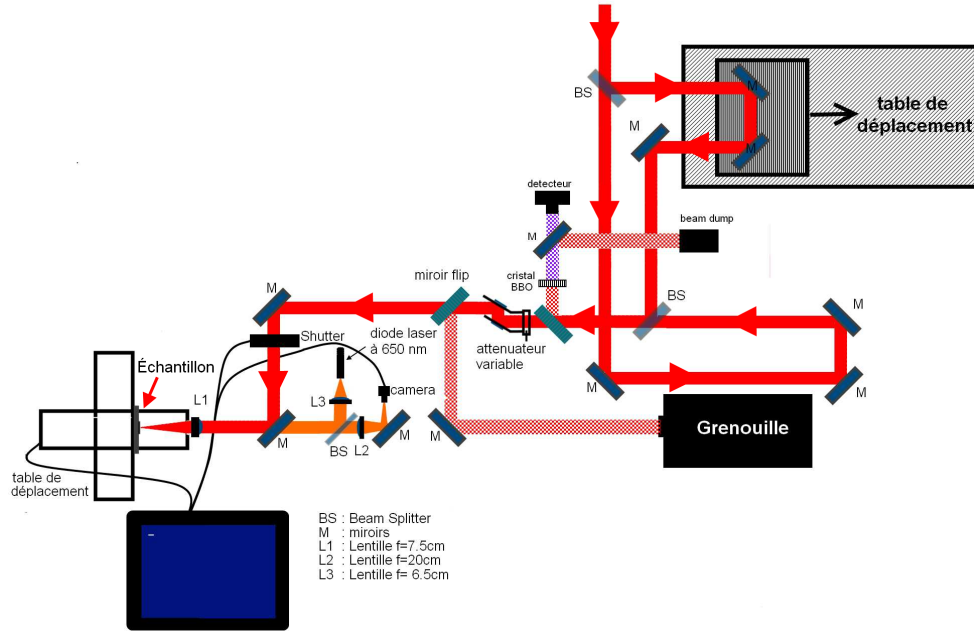 BS
M
M
M
table de
déplacement
detecteur
M
beam dump
cristal
BBO
miroir flip
M
BS
M
Shutter
diode laser
à 650 nm
attenuateur
variable
Échantillon
L1
camera
L3
M
M
M
BS
L2
M
M
Grenouille
table de
déplacement
BS : Beam Splitter
M : miroirs
L1 : Lentille f=7.5cm
L2 : Lentille f=20cm
L3 : Lentille f= 6.5cm